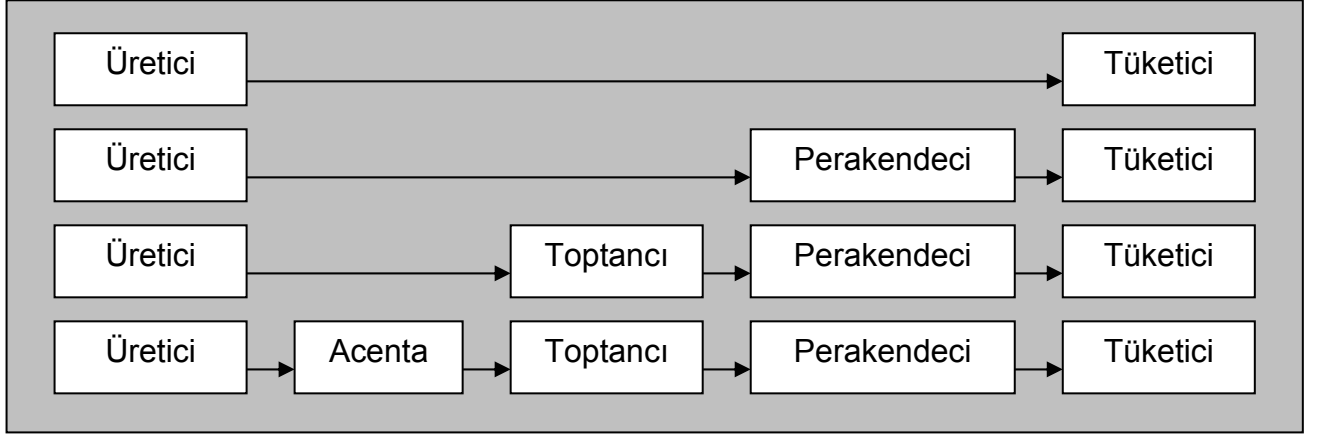 Üretici Tüketici
Üretici Perakendeci Tüketici
Üretici Toptancı Perakendeci Tüketici
Üretici Acenta Toptancı Perakendeci Tüketici